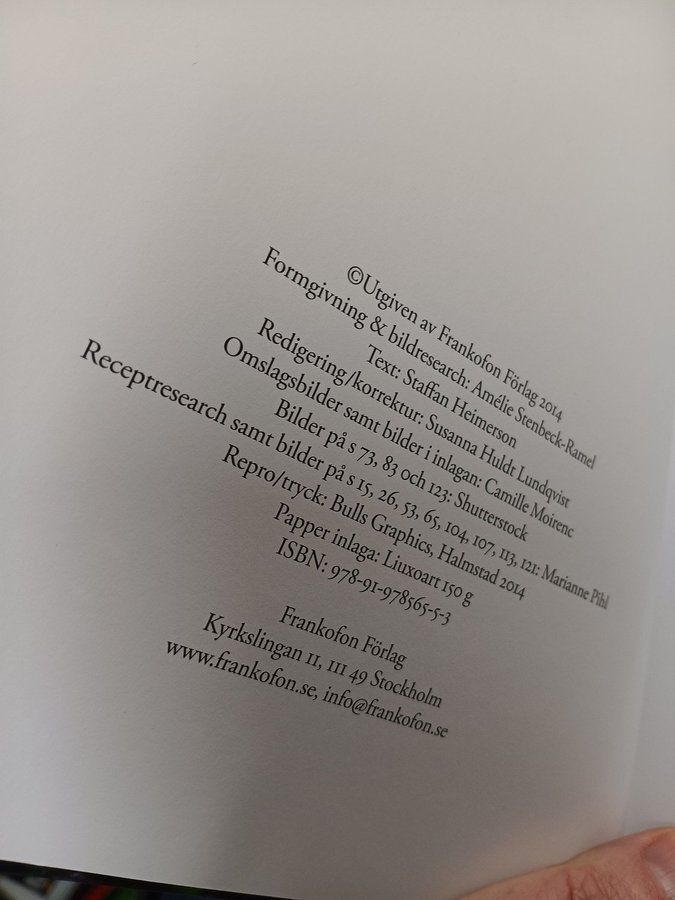 ©Utgiven av Frankofon Förlag 2014
Formgivning & bildresearch: Amélie Stenbeck-Ramel
Text: Staffan Heimerson
Redigering/korrektur: Susanna Huldt Lundqvist
Omslagsbilder samt bilder i inlagan: Camille Moirenc
Bilder på s 73, 83 och 123: Shutterstock
Receptresearch samt bilder på s 15, 26, 53, 65, 104, 107, 113, 121: Marianne Pihl
Repro/tryck: Bulls Graphics, Halmstad 2014
Papper inlaga: Liuxoart 150 g
ISBN: 978-91-978565-5-3
Frankofon Förlag
Kyrkslingan 11, 111 49 Stockholm
www.frankofon.se, info@frankofon.se